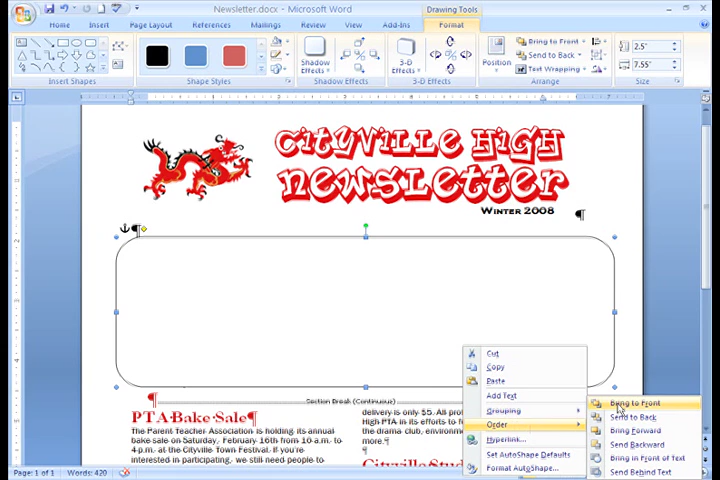 Newsletter.docx - Microsoft Word
Drawing Tools
Home Insert Page Layout References Mailings Review View Add-Ins Format
Shadow Effects
3-D Effects
Position
Bring to Front
Send to Back
Text Wrapping
2.5"
7.55"
Insert Shapes Shape Styles Shadow Effects 3-D Effects Arrange Size
Cityville High
Newsletter
Winter 2008 ¶
¶
¶
Section Break (Continuous)
PTA·Bake·Sale¶
The Parent Teacher Association is holding its annual
bake-sale on Saturday, February 16th from 10 a.m. to
4 p.m. at the Cityville Town Festival. If you're
interested in participating, we still need people to
delivery is only $5. All pro
High PTA in its efforts to
the drama club, environm
more.¶
Cityville Stud
Cut
Copy
Paste
Add Text
Grouping
Order
Hyperlink...
Set AutoShape Defaults
Format AutoShape...
Bring to Front
Send to Back
Bring Forward
Send Backward
Bring in Front of Text
Send Behind Text
Page: 1 of 1 Words: 420